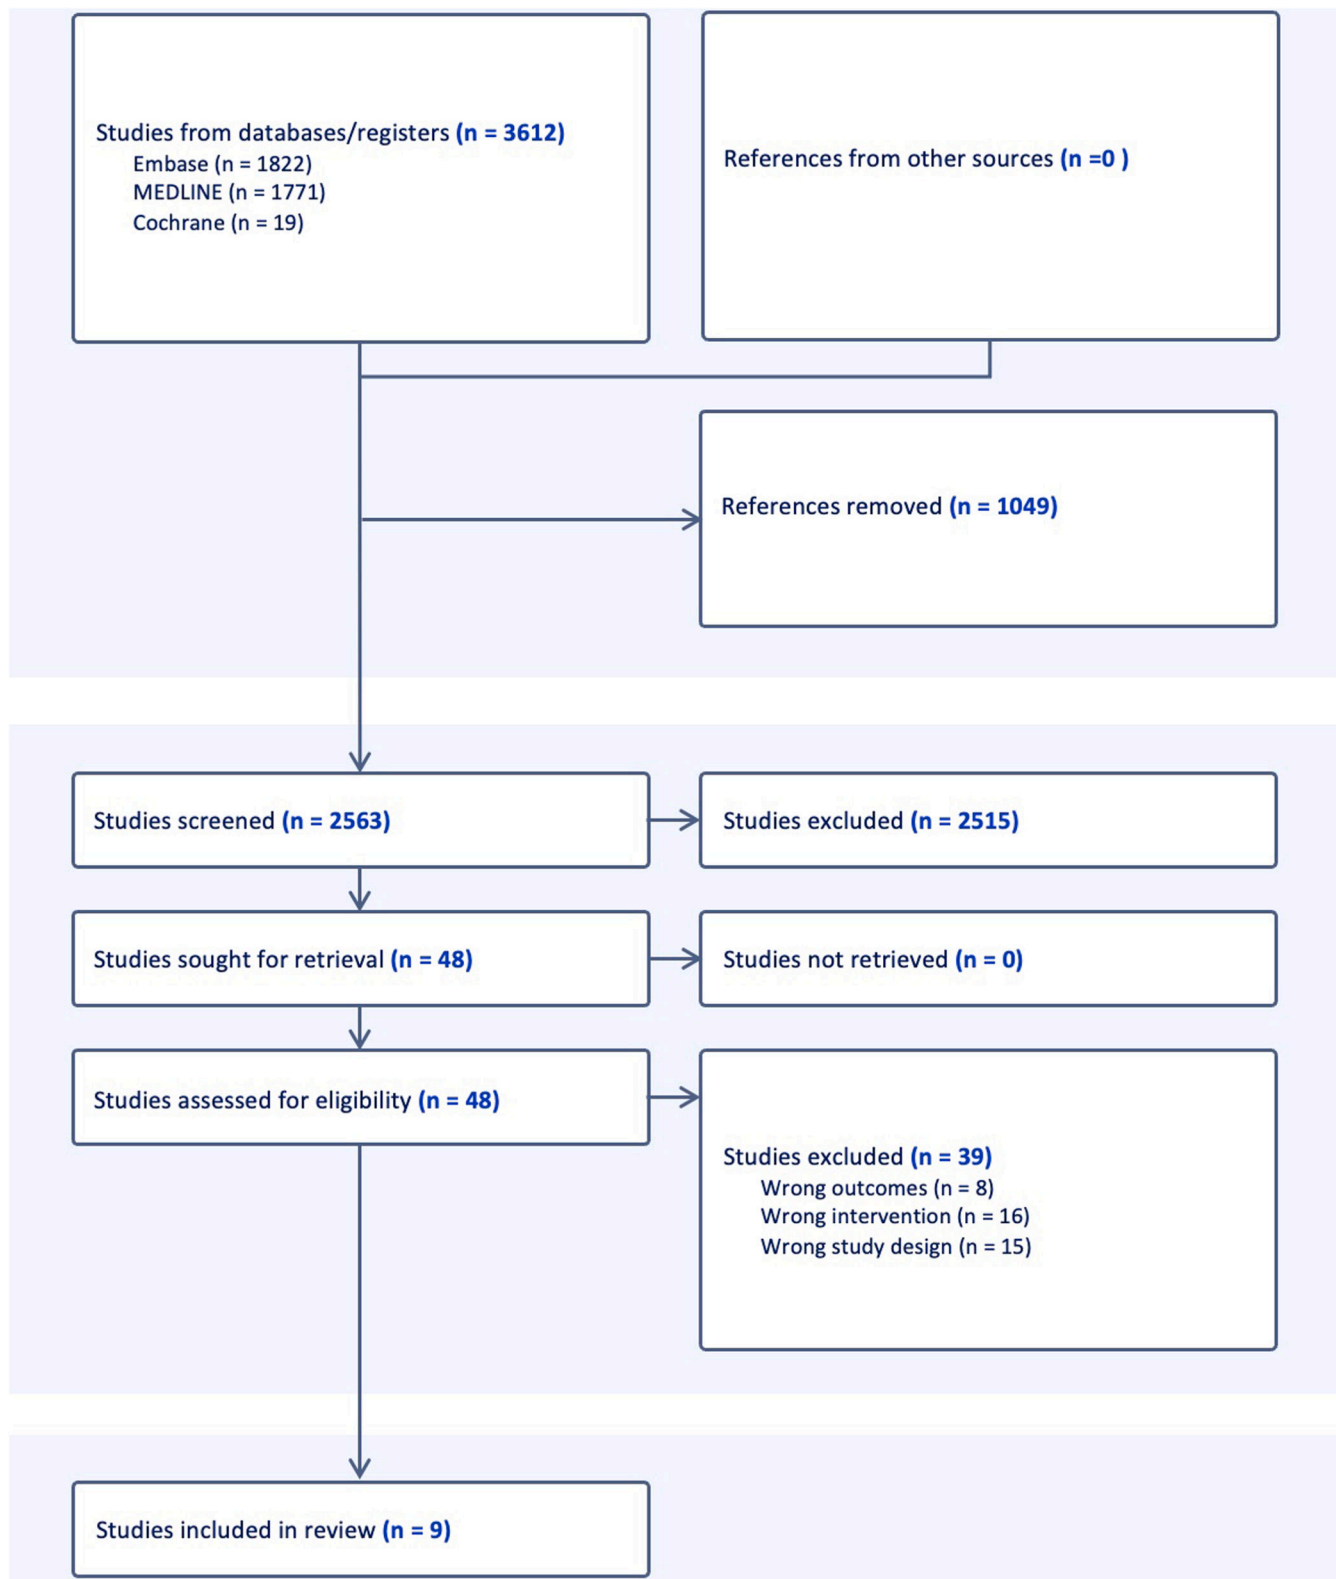 Studies from databases/registers (n = 3612)
Embase (n = 1822)
MEDLINE (n = 1771)
Cochrane (n = 19)
References from other sources (n =0 )
References removed (n = 1049)
Studies screened (n = 2563)
Studies excluded (n = 2515)
Studies sought for retrieval (n = 48)
Studies not retrieved (n = 0)
Studies assessed for eligibility (n = 48)
Studies excluded (n = 39)
Wrong outcomes (n = 8)
Wrong intervention (n = 16)
Wrong study design (n = 15)
Studies included in review (n = 9)